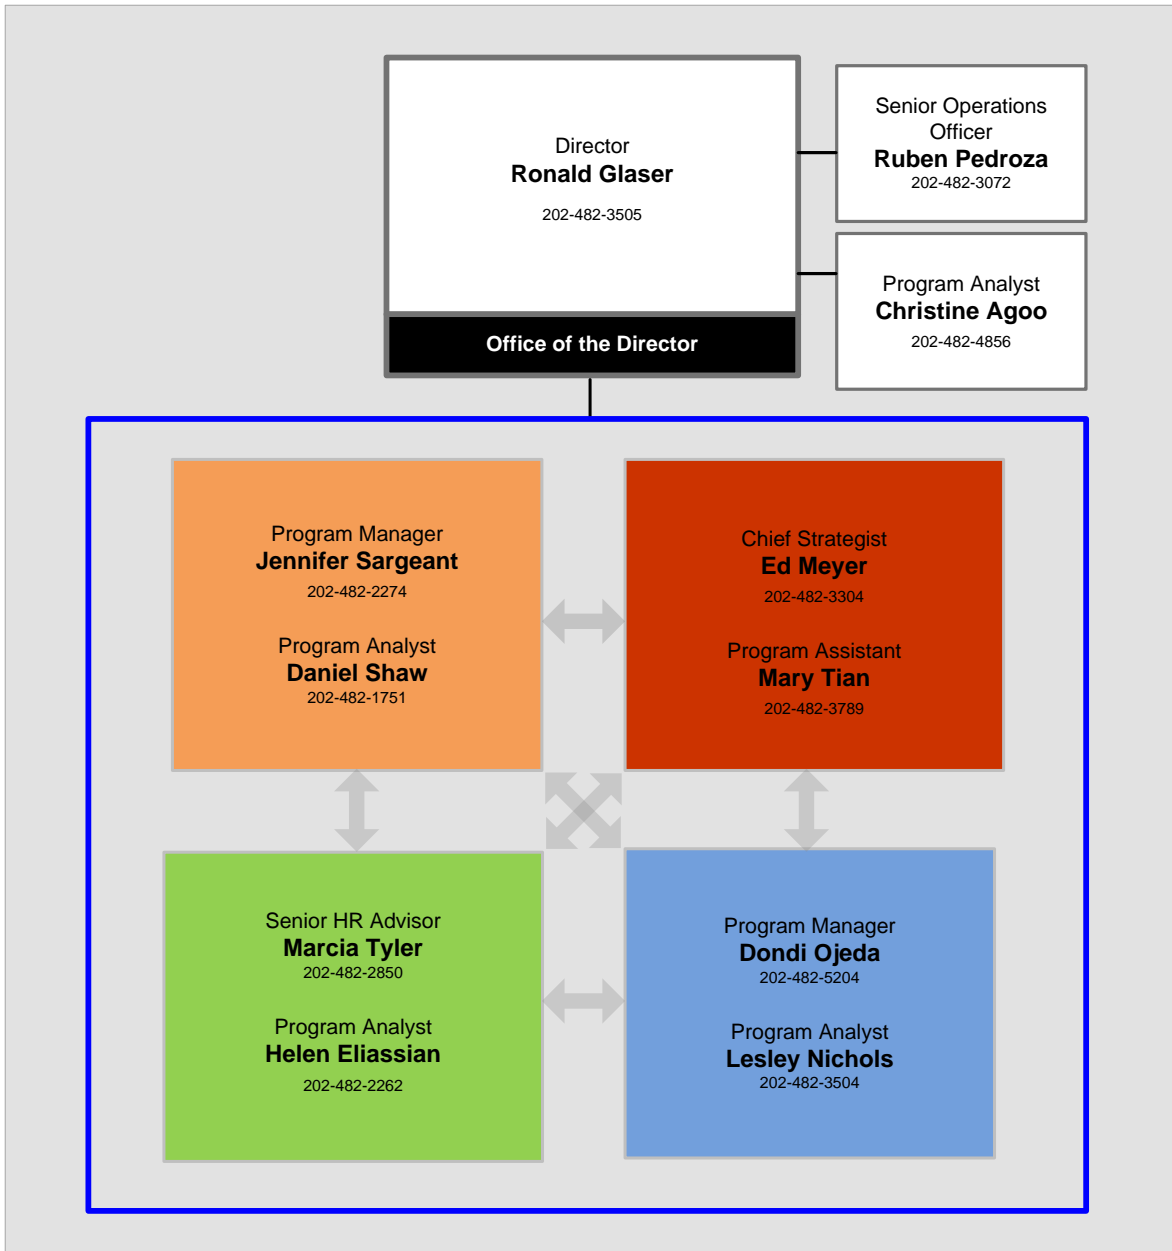 Director
Ronald Glaser
202-482-3505
Office of the Director
Senior Operations
Officer
Ruben Pedroza
202-482-3072
Program Analyst
Christine Agoo
202-482-4856
Program Manager
Jennifer Sargeant
202-482-2274
Program Analyst
Daniel Shaw
202-482-1751
Chief Strategist
Ed Meyer
202-482-3304
Program Assistant
Mary Tian
202-482-3789
Senior HR Advisor
Marcia Tyler
202-482-2850
Program Analyst
Helen Eliassian
202-482-2262
Program Manager
Dondi Ojeda
202-482-5204
Program Analyst
Lesley Nichols
202-482-3504